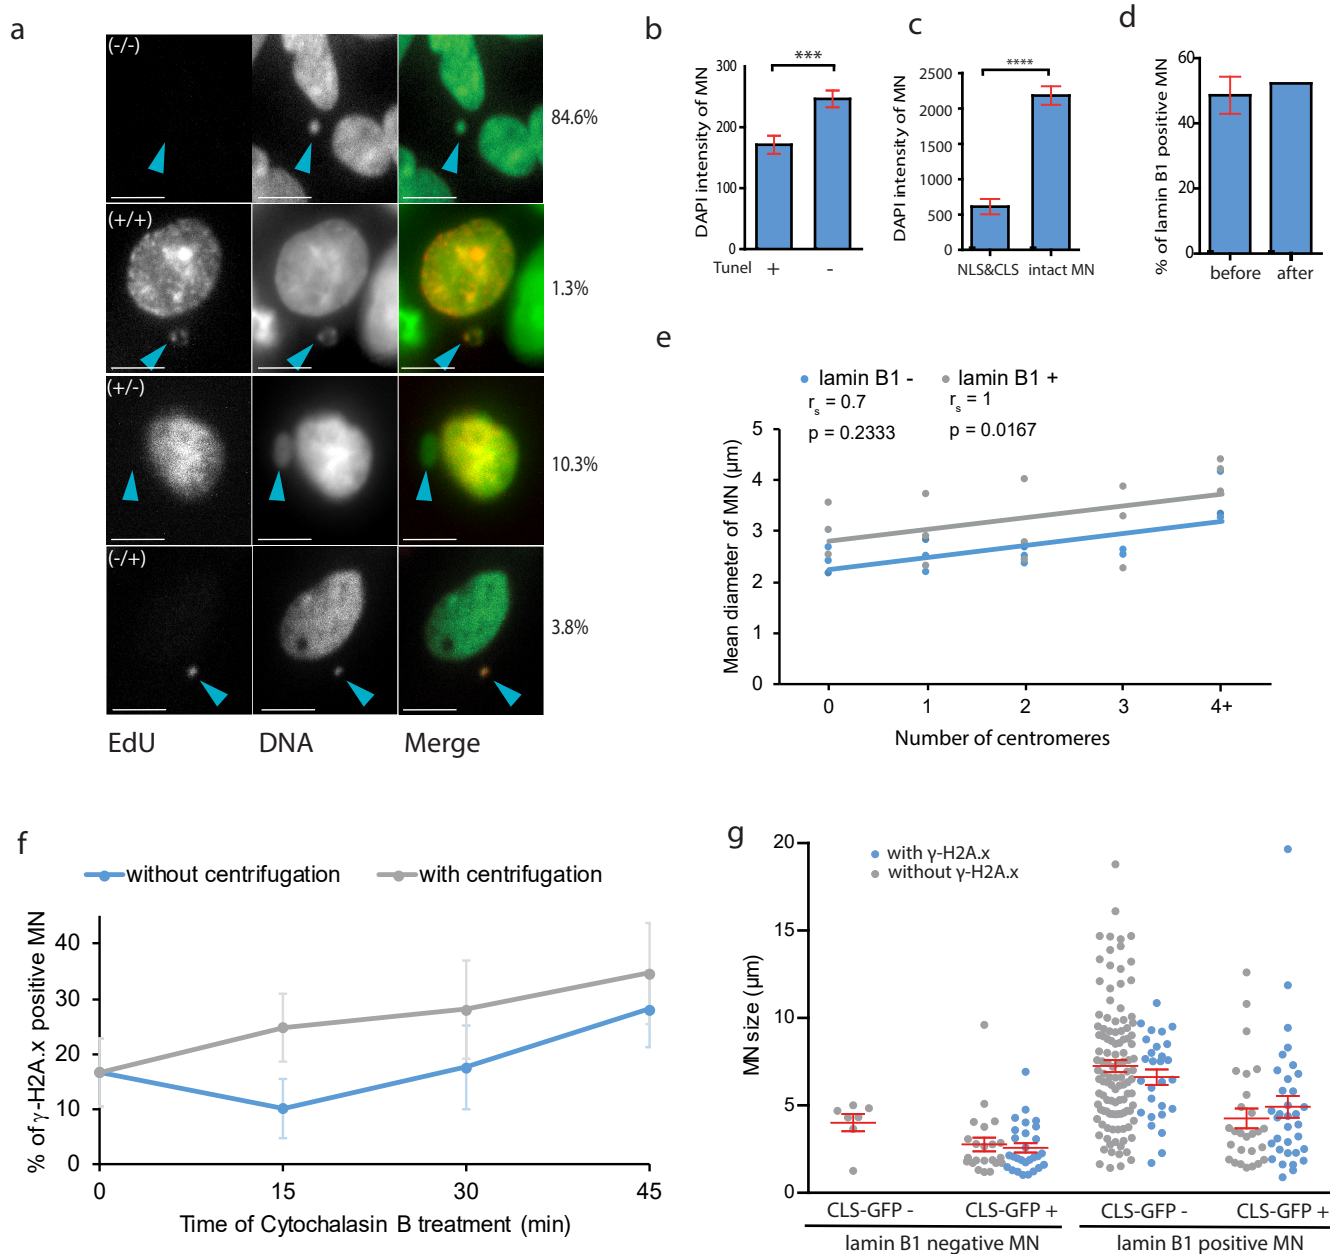 a
(-/-)
84.6%
(+/+)
1.3%
(+/-)
10.3%
(-/+)
3.8%
EdU DNA Merge
b
***
DAPI intensity of MN
300
200
100
0
Tunel + -
c
****
DAPI intensity of MN
2500
2000
1500
1000
500
0
NLS&CLS intact MN
d
% of lamin B1 positive MN
60
40
20
0
before after
e
lamin B1 - lamin B1 +
rs = 0.7 rs = 1
p = 0.2333 p = 0.0167
Mean diameter of MN (µm)
5
4
3
2
1
0
0 1 2 3 4+
Number of centromeres
f
without centrifugation with centrifugation
% of γ-H2A.x positive MN
40
30
20
10
0
0 15 30 45
Time of Cytochalasin B treatment (min)
g
with γ-H2A.x
without γ-H2A.x
MN size (µm)
20
15
10
5
0
CLS-GFP - CLS-GFP + CLS-GFP - CLS-GFP +
lamin B1 negative MN lamin B1 positive MN